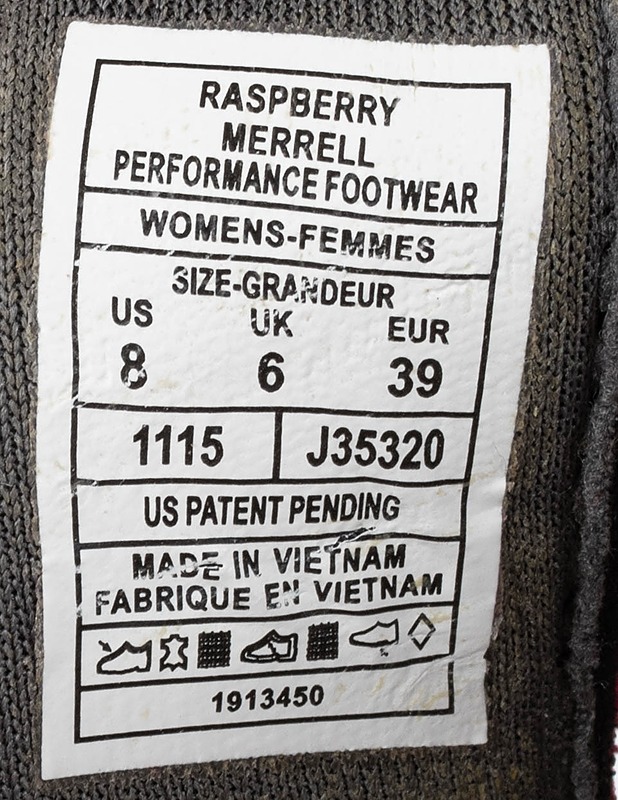 RASPBERRY
MERRELL
PERFORMANCE FOOTWEAR
WOMENS-FEMMES
SIZE-GRANDEUR
US UK EUR
8 6 39
1115 J35320
US PATENT PENDING
MADE IN VIETNAM
FABRIQUE EN VIETNAM
1913450